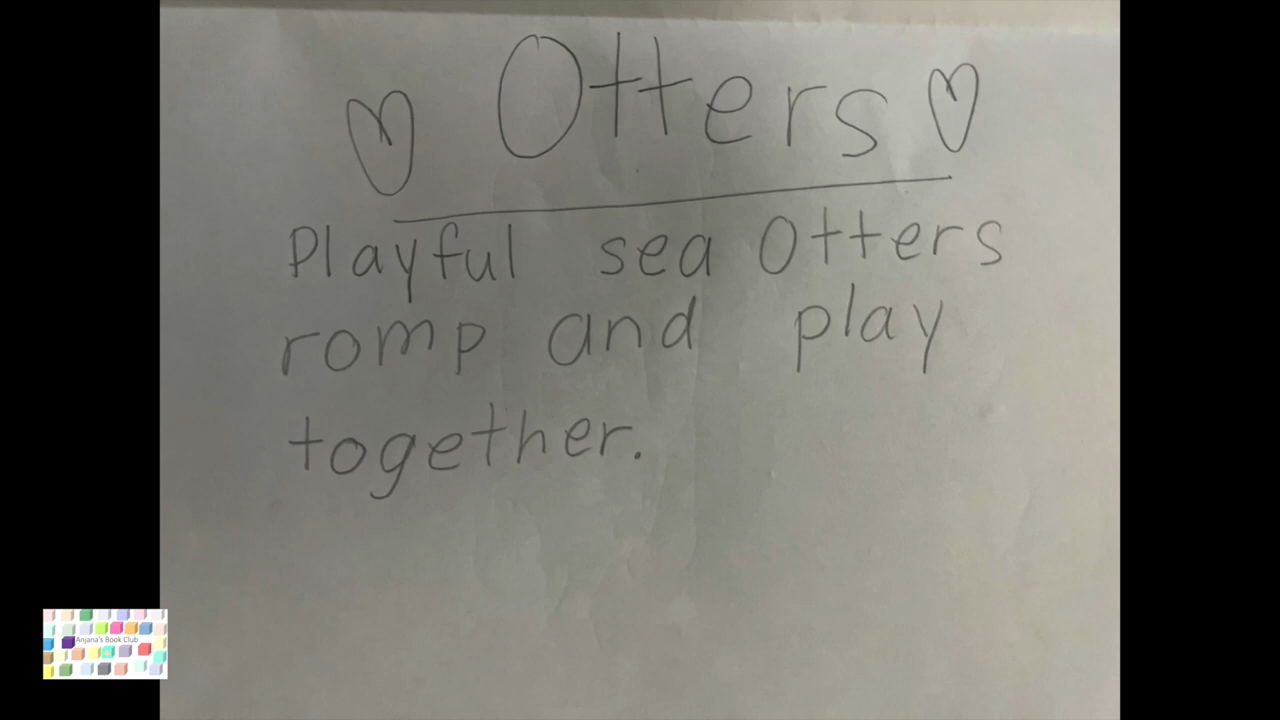 Otters
Playful sea Otters
romp and play
together.
Anjana's Book Club